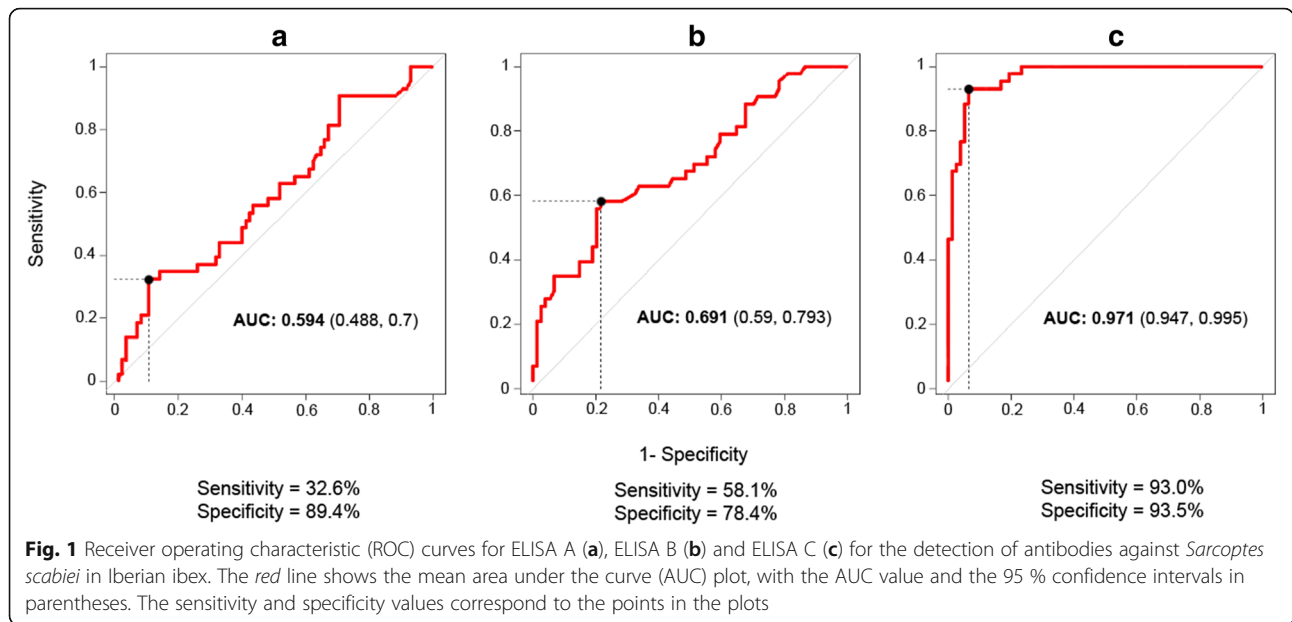 a
b
c
Sensitivity
1
0.8
0.6
0.4
0.2
0
AUC: 0.594 (0.488, 0.7)
0 0.2 0.4 0.6 0.8 1
1
0.8
0.6
0.4
0.2
0
AUC: 0.691 (0.59, 0.793)
0 0.2 0.4 0.6 0.8 1
1
0.8
0.6
0.4
0.2
0
AUC: 0.971 (0.947, 0.995)
0 0.2 0.4 0.6 0.8 1
1- Specificity
Sensitivity = 32.6%
Specificity = 89.4%
Sensitivity = 58.1%
Specificity = 78.4%
Sensitivity = 93.0%
Specificity = 93.5%
Fig. 1 Receiver operating characteristic (ROC) curves for ELISA A (a), ELISA B (b) and ELISA C (c) for the detection of antibodies against Sarcoptes
scabiei in Iberian ibex. The red line shows the mean area under the curve (AUC) plot, with the AUC value and the 95 % confidence intervals in
parentheses. The sensitivity and specificity values correspond to the points in the plots